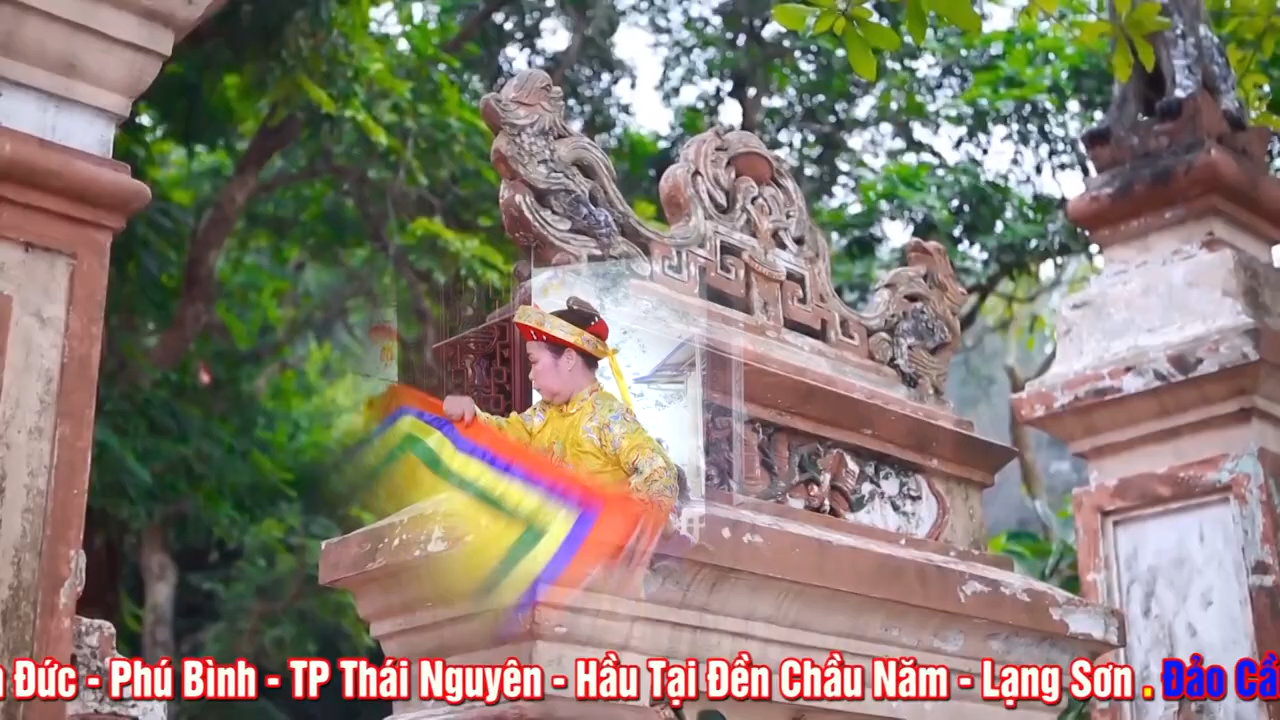 Đức - Phú Bình - TP Thái Nguyên - Hầu Tại Đền Chầu Năm - Lạng Sơn . Đảo